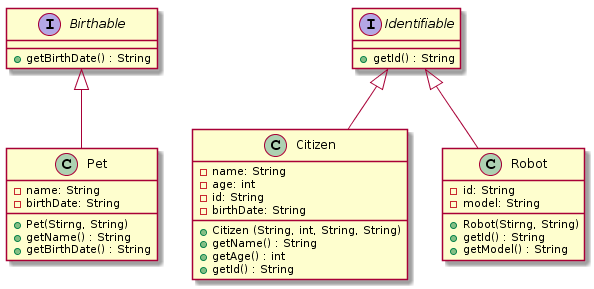 I Birthable
getBirthDate() : String
I Identifiable
getId() : String
C Pet
name: String
birthDate: String
Pet(Stirng, String)
getName() : String
getBirthDate() : String
C Citizen
name: String
age: int
id: String
birthDate: String
Citizen (String, int, String, String)
getName() : String
getAge() : int
getId() : String
C Robot
id: String
model: String
Robot(Stirng, String)
getId() : String
getModel() : String